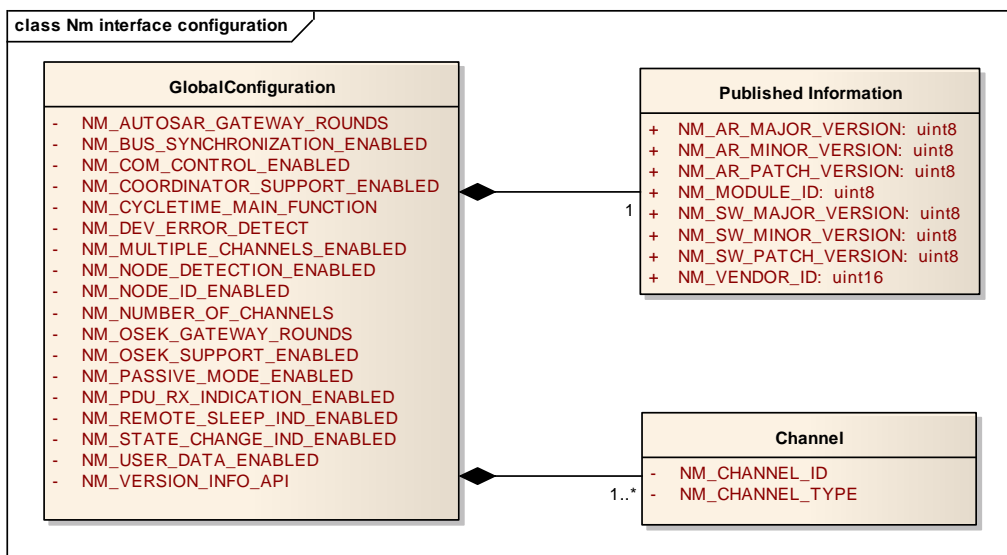 class Nm interface configuration
GlobalConfiguration
- NM_AUTOSAR_GATEWAY_ROUNDS
- NM_BUS_SYNCHRONIZATION_ENABLED
- NM_COM_CONTROL_ENABLED
- NM_COORDINATOR_SUPPORT_ENABLED
- NM_CYCLETIME_MAIN_FUNCTION
- NM_DEV_ERROR_DETECT
- NM_MULTIPLE_CHANNELS_ENABLED
- NM_NODE_DETECTION_ENABLED
- NM_NODE_ID_ENABLED
- NM_NUMBER_OF_CHANNELS
- NM_OSEK_GATEWAY_ROUNDS
- NM_OSEK_SUPPORT_ENABLED
- NM_PASSIVE_MODE_ENABLED
- NM_PDU_RX_INDICATION_ENABLED
- NM_REMOTE_SLEEP_IND_ENABLED
- NM_STATE_CHANGE_IND_ENABLED
- NM_USER_DATA_ENABLED
- NM_VERSION_INFO_API
Published Information
+ NM_AR_MAJOR_VERSION: uint8
+ NM_AR_MINOR_VERSION: uint8
+ NM_AR_PATCH_VERSION: uint8
+ NM_MODULE_ID: uint8
+ NM_SW_MAJOR_VERSION: uint8
+ NM_SW_MINOR_VERSION: uint8
+ NM_SW_PATCH_VERSION: uint8
+ NM_VENDOR_ID: uint16
1
Channel
- NM_CHANNEL_ID
- NM_CHANNEL_TYPE
1..*